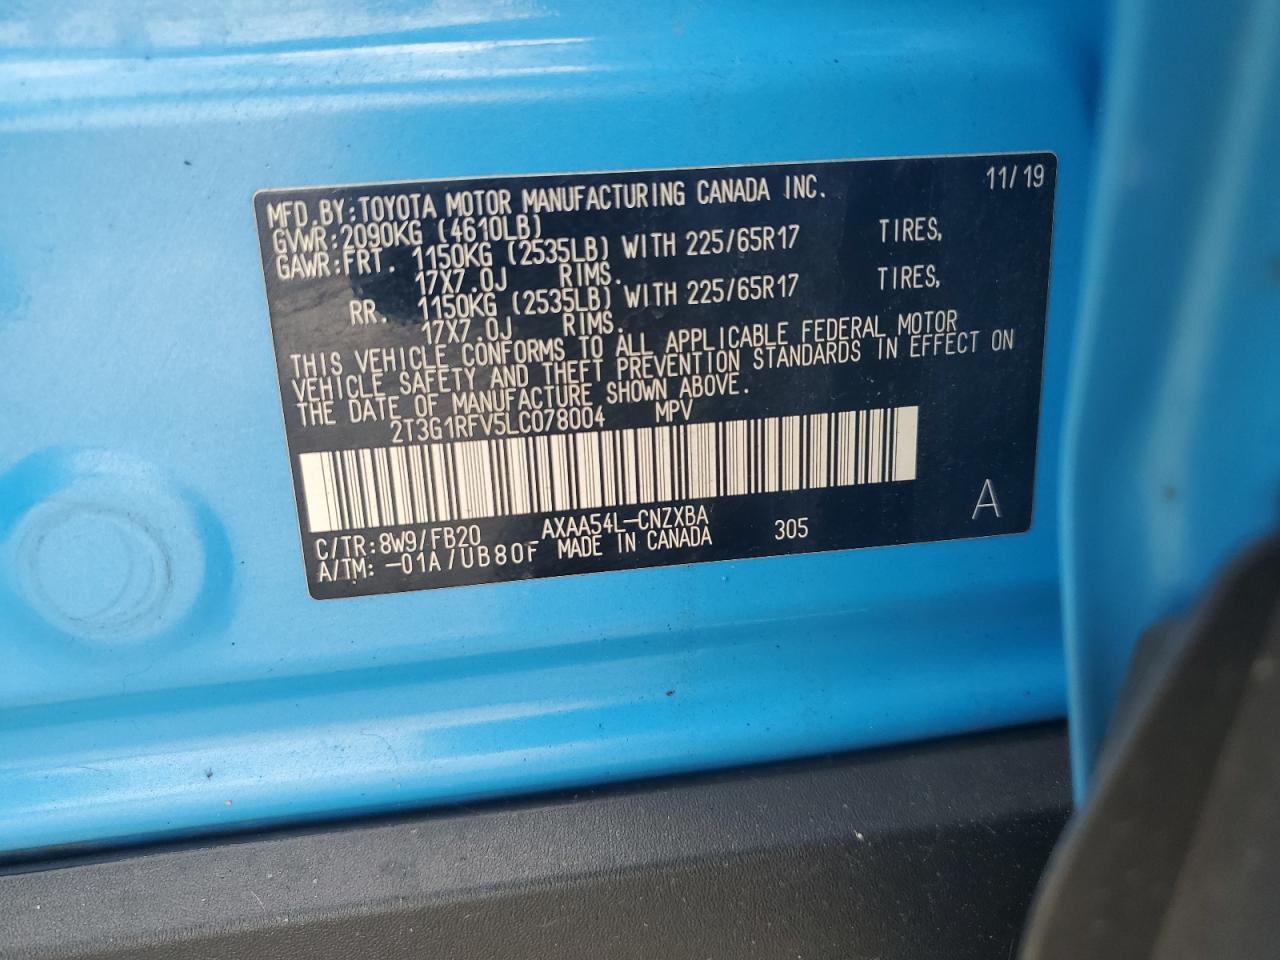 11/19
MFD.BY:TOYOTA MOTOR MANUFACTURING CANADA INC.
GVWR:2090KG (4610LB)
GAWR:FRT. 1150KG (2535LB) WITH 225/65R17 TIRES,
17X7.0J RIMS.
RR. 1150KG (2535LB) WITH 225/65R17 TIRES,
17X7.0J RIMS.
THIS VEHICLE CONFORMS TO ALL APPLICABLE FEDERAL MOTOR
VEHICLE SAFETY AND THEFT PREVENTION STANDARDS IN EFFECT ON
THE DATE OF MANUFACTURE SHOWN ABOVE.
2T3G1RFV5LC078004 MPV
C/TR:8W9/FB20 AXAA54L-CNZXBA 305 A
A/TM: -01A/UB80F MADE IN CANADA